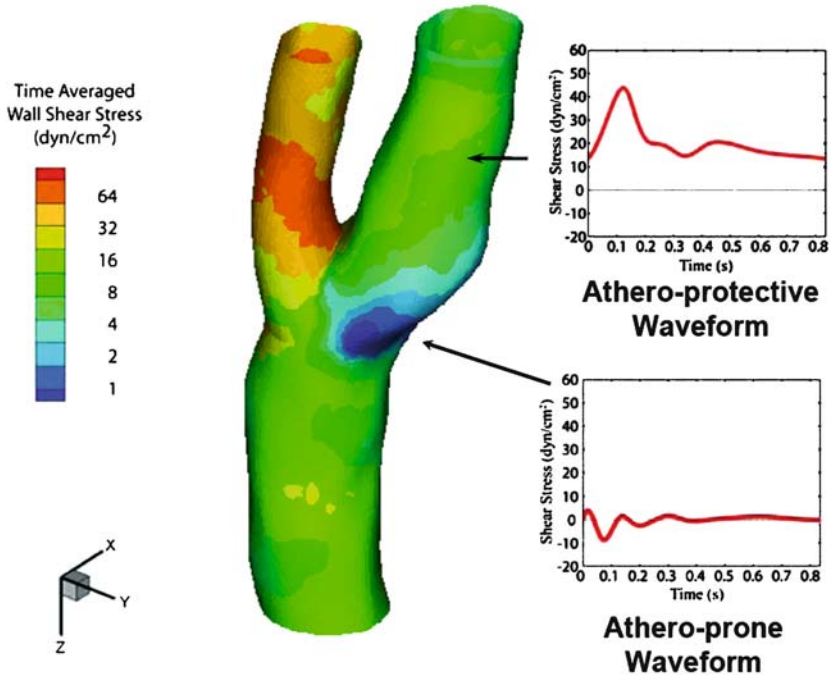 Time Averaged
Wall Shear Stress
(dyn/cm²)
64
32
16
8
4
2
1
X
Y
Z
Shear Stress (dyn/cm²)
60
50
40
30
20
10
0
-10
-20
0 0.1 0.2 0.3 0.4 0.5 0.6 0.7 0.8
Time (s)
Athero-protective
Waveform
Shear Stress (dyn/cm²)
60
50
40
30
20
10
0
-10
-20
0 0.1 0.2 0.3 0.4 0.5 0.6 0.7 0.8
Time (s)
Athero-prone
Waveform